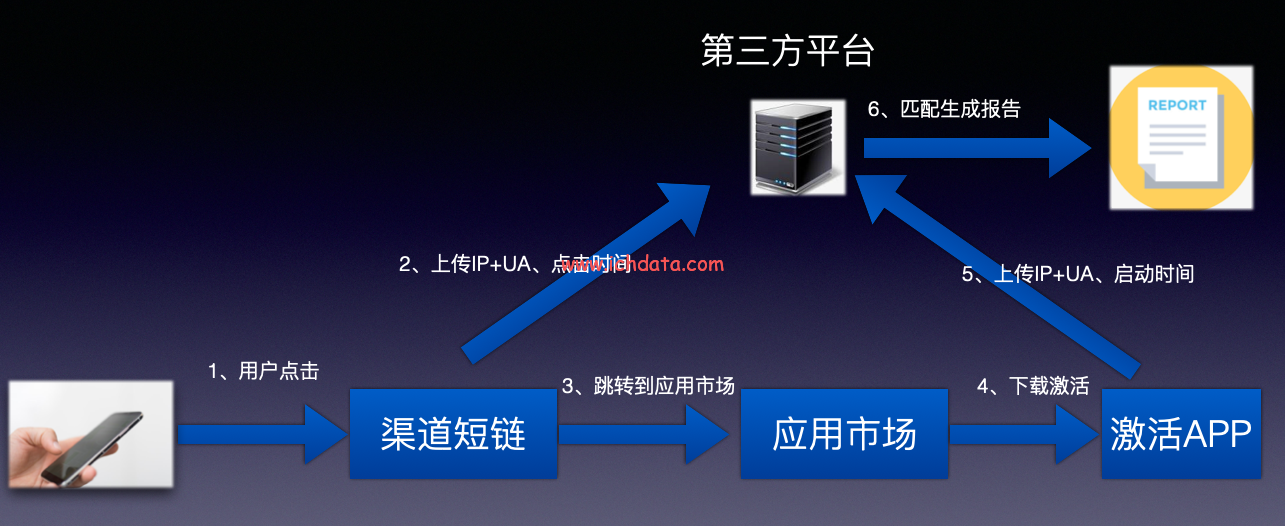 第三方平台
6、匹配生成报告
REPORT
2、上传IP+UA、点击时间
www.ichdata.com
5、上传IP+UA、启动时间
1、用户点击
3、跳转到应用市场
4、下载激活
渠道短链
应用市场
激活APP